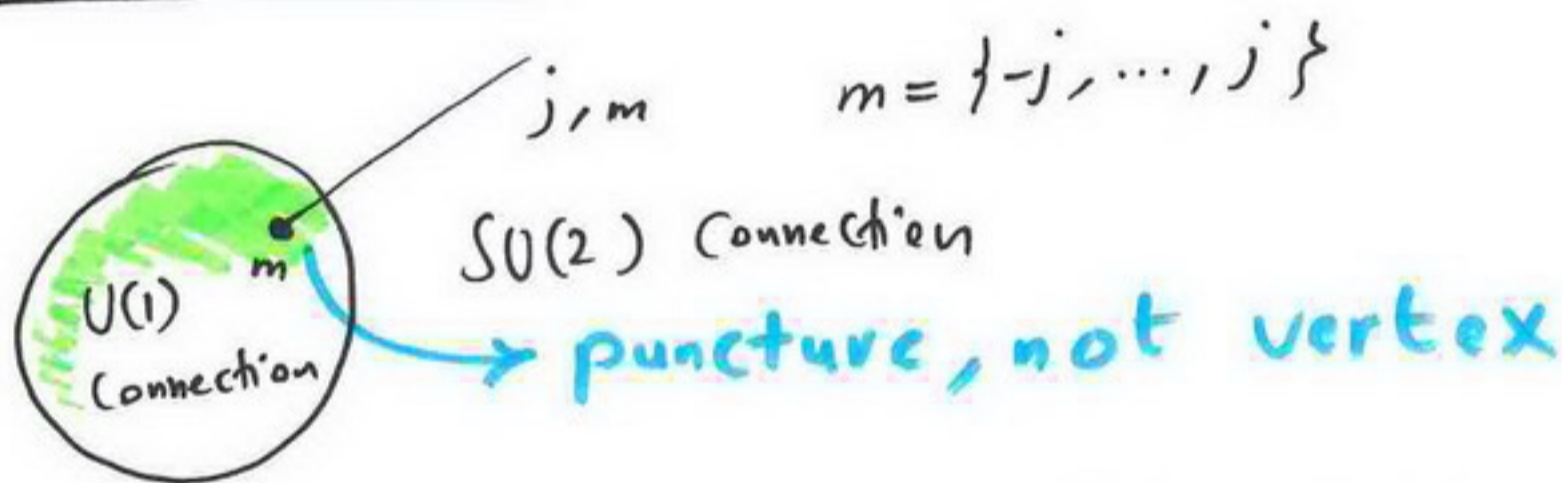 j, m    m = {-j, ..., j}
SU(2) Connection
m
U(1)
Connection
puncture, not vertex